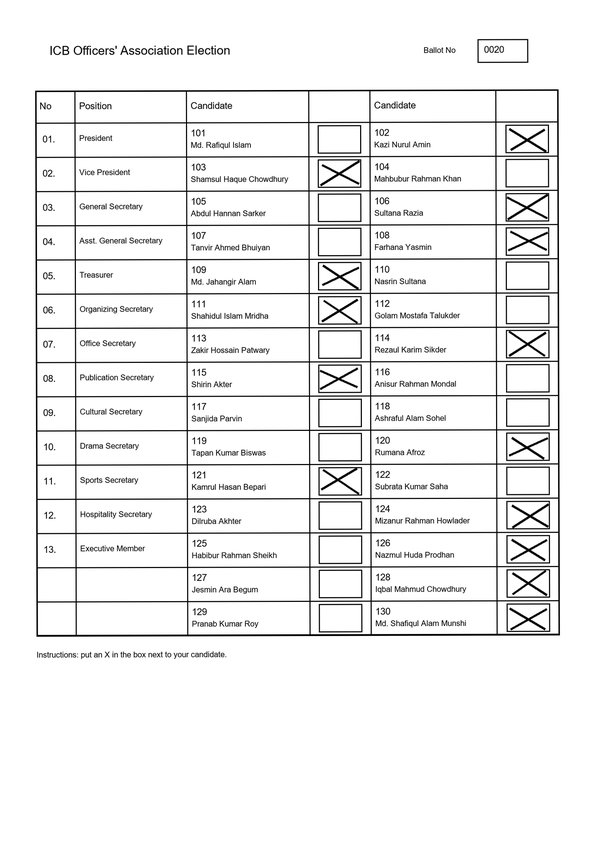 ICB Officers' Association Election
Ballot No 0020
No Position Candidate Candidate
01. President 101 Md. Rafiqul Islam 102 Kazi Nurul Amin
02. Vice President 103 Shamsul Haque Chowdhury 104 Mahbubur Rahman Khan
03. General Secretary 105 Abdul Hannan Sarker 106 Sultana Razia
04. Asst. General Secretary 107 Tanvir Ahmed Bhuiyan 108 Farhana Yasmin
05. Treasurer 109 Md. Jahangir Alam 110 Nasrin Sultana
06. Organizing Secretary 111 Shahidul Islam Mridha 112 Golam Mostafa Talukder
07. Office Secretary 113 Zakir Hossain Patwary 114 Rezaul Karim Sikder
08. Publication Secretary 115 Shirin Akter 116 Anisur Rahman Mondal
09. Cultural Secretary 117 Sanjida Parvin 118 Ashraful Alam Sohel
10. Drama Secretary 119 Tapan Kumar Biswas 120 Rumana Afroz
11. Sports Secretary 121 Kamrul Hasan Bepari 122 Subrata Kumar Saha
12. Hospitality Secretary 123 Dilruba Akhter 124 Mizanur Rahman Howlader
13. Executive Member 125 Habibur Rahman Sheikh 126 Nazmul Huda Prodhan
127 Jesmin Ara Begum 128 Iqbal Mahmud Chowdhury
129 Pranab Kumar Roy 130 Md. Shafiqul Alam Munshi
Instructions: put an X in the box next to your candidate.